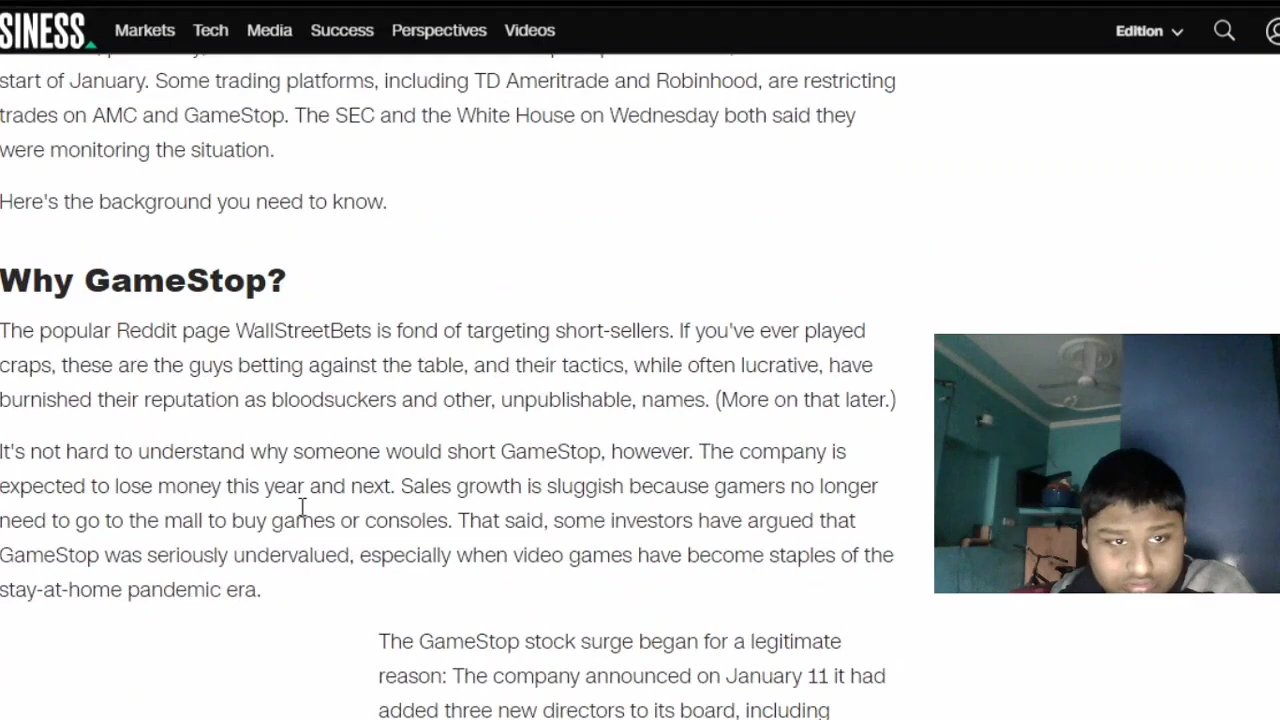 SINESS
Markets Tech Media Success Perspectives Videos Edition
start of January. Some trading platforms, including TD Ameritrade and Robinhood, are restricting
trades on AMC and GameStop. The SEC and the White House on Wednesday both said they
were monitoring the situation.
Here's the background you need to know.
Why GameStop?
The popular Reddit page WallStreetBets is fond of targeting short-sellers. If you've ever played
craps, these are the guys betting against the table, and their tactics, while often lucrative, have
burnished their reputation as bloodsuckers and other, unpublishable, names. (More on that later.)
It's not hard to understand why someone would short GameStop, however. The company is
expected to lose money this year and next. Sales growth is sluggish because gamers no longer
need to go to the mall to buy games or consoles. That said, some investors have argued that
GameStop was seriously undervalued, especially when video games have become staples of the
stay-at-home pandemic era.
The GameStop stock surge began for a legitimate
reason: The company announced on January 11 it had
added three new directors to its board, including